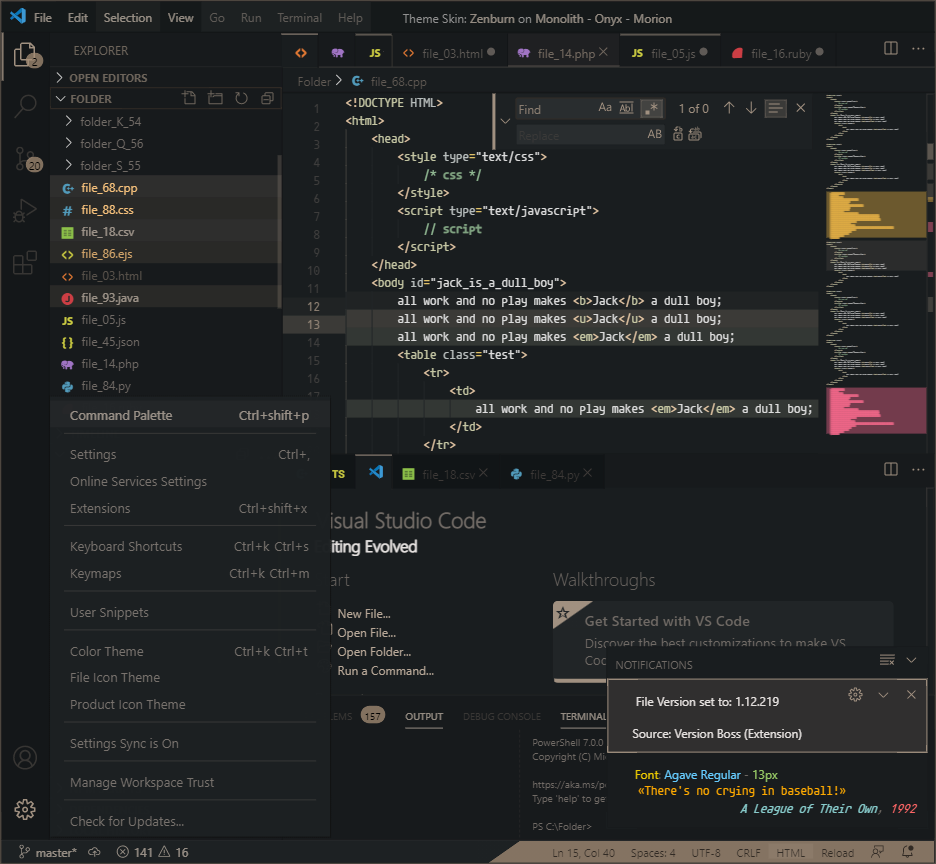 File Edit Selection View Go Run Terminal Help Theme Skin: Zenburn on Monolith - Onyx - Morion
2
EXPLORER
JS file_03.html file_14.php JS file_05.js file_16.ruby
OPEN EDITORS
Folder file_68.cpp
FOLDER
folder_K_54
folder_Q_56
20
folder_S_55
file_68.cpp
# file_88.css
file_18.csv
file_86.ejs
file_03.html
file_93.java
JS file_05.js
{} file_45.json
file_14.php
file_84.py
Find Aa Abl .* 1 of 0
Replace AB
1 <!DOCTYPE HTML>
2 <html>
3 <head>
4 <style type="text/css">
5 /* css */
6 </style>
7 <script type="text/javascript">
8 // script
9 </script>
10 </head>
11 <body id="jack_is_a_dull_boy">
12 all work and no play makes <b>Jack</b> a dull boy;
13 all work and no play makes <u>Jack</u> a dull boy;
14 all work and no play makes <em>Jack</em> a dull boy;
15 <table class="test">
16 <tr>
<td>
all work and no play makes <em>Jack</em> a dull boy;
</td>
</tr>
Command Palette Ctrl+shift+p
Settings Ctrl+,
Online Services Settings
Extensions Ctrl+shift+x
Keyboard Shortcuts Ctrl+k Ctrl+s
Keymaps Ctrl+k Ctrl+m
User Snippets
Color Theme Ctrl+k Ctrl+t
File Icon Theme
Product Icon Theme
Settings Sync is On
Manage Workspace Trust
Check for Updates...
TS file_18.csv file_84.py
isual Studio Code
iting Evolved
art
New File...
Open File...
Open Folder...
Run a Command...
Walkthroughs
Get Started with VS Code
Discover the best customizations to make VS
Coo
NOTIFICATIONS
File Version set to: 1.12.219
Source: Version Boss (Extension)
Font: Agave Regular - 13px
«There's no crying in baseball!»
A League of Their Own, 1992
EMS 157 OUTPUT DEBUG CONSOLE TERMINAL
PowerShell 7.0.0
Copyright (C) Mi
https://aka.ms/p
Type 'help' to ge
PS C:\Folder>
master* 141 16 Ln 15, Col 40 Spaces: 4 UTF-8 CRLF HTML Reload